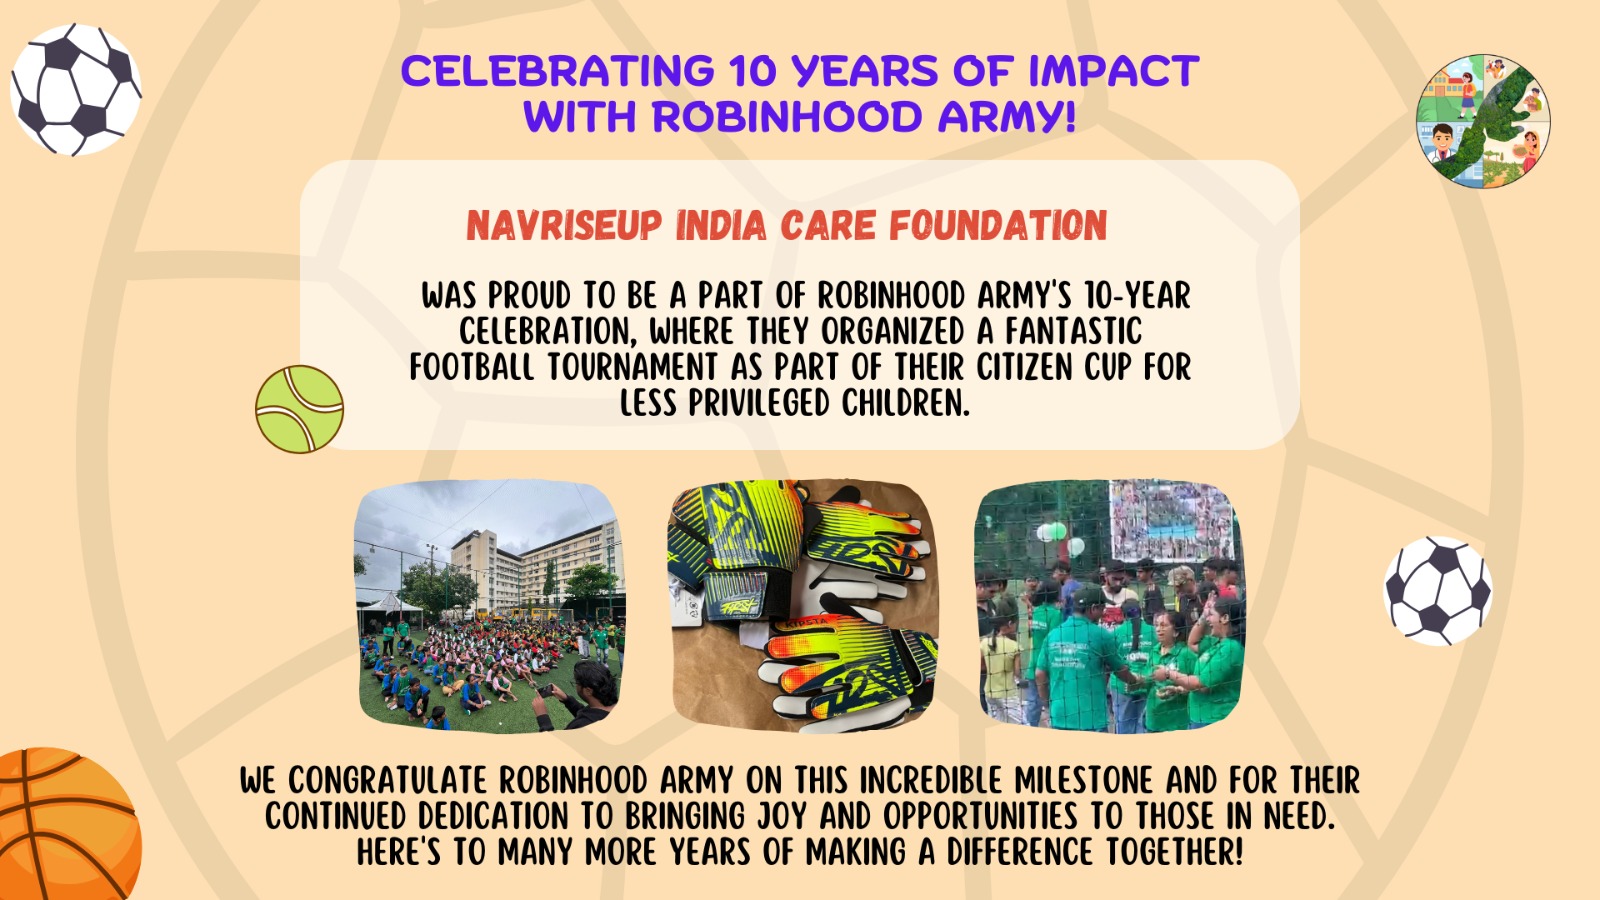 CELEBRATING 10 YEARS OF IMPACT
WITH ROBINHOOD ARMY!
NAVRISEUP INDIA CARE FOUNDATION
WAS PROUD TO BE A PART OF ROBINHOOD ARMY'S 10-YEAR
CELEBRATION, WHERE THEY ORGANIZED A FANTASTIC
FOOTBALL TOURNAMENT AS PART OF THEIR CITIZEN CUP FOR
LESS PRIVILEGED CHILDREN.
KIPSTA
WE CONGRATULATE ROBINHOOD ARMY ON THIS INCREDIBLE MILESTONE AND FOR THEIR
CONTINUED DEDICATION TO BRINGING JOY AND OPPORTUNITIES TO THOSE IN NEED.
HERE'S TO MANY MORE YEARS OF MAKING A DIFFERENCE TOGETHER!